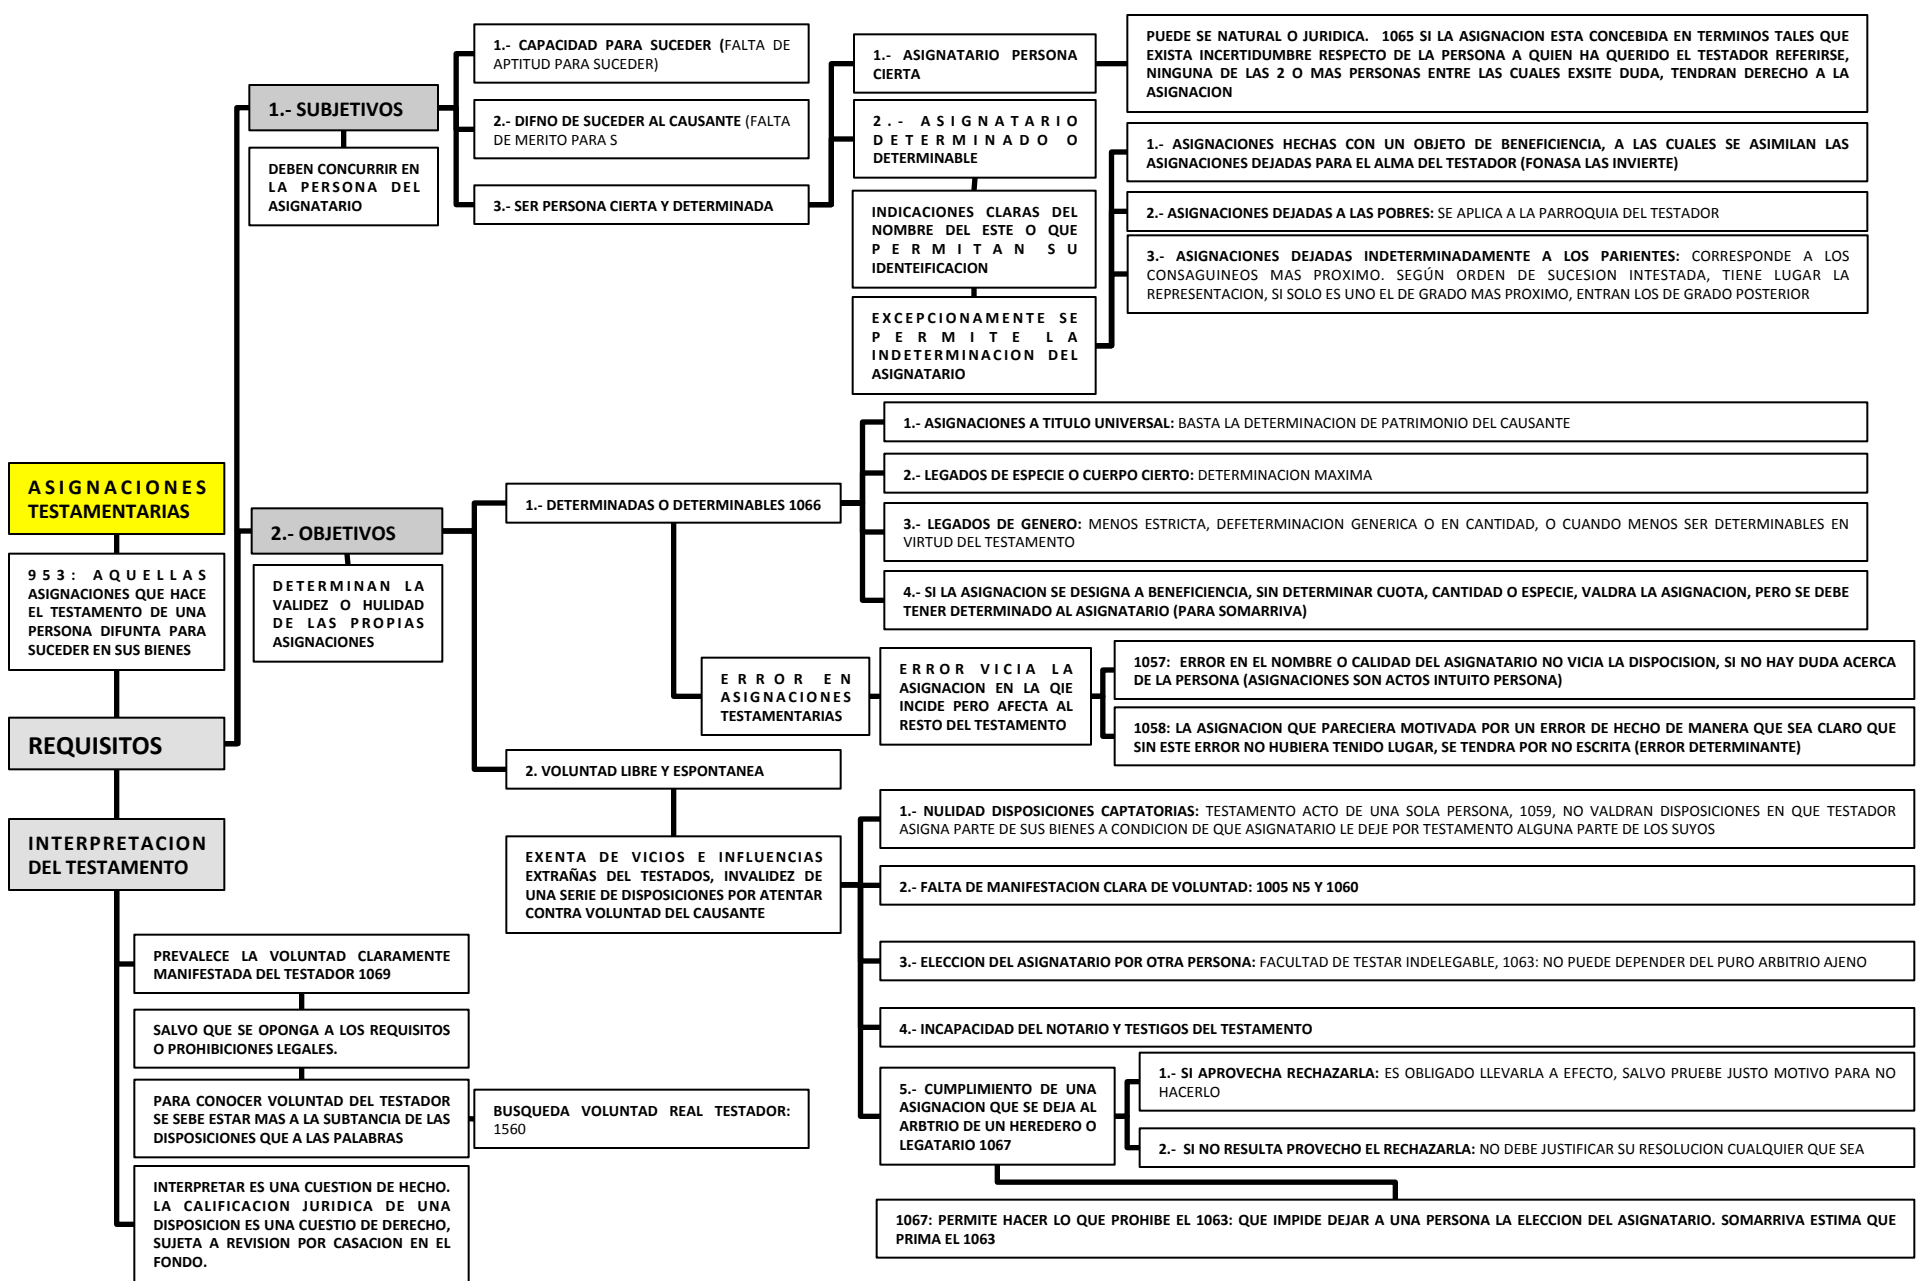 ASIGNACIONES
TESTAMENTARIAS
953: AQUELLAS
ASIGNACIONES QUE HACE
EL TESTAMENTO DE UNA
PERSONA DIFUNTA PARA
SUCEDER EN SUS BIENES
REQUISITOS
1.- SUBJETIVOS
DEBEN CONCURRIR EN
LA PERSONA DEL
ASIGNATARIO
1.- CAPACIDAD PARA SUCEDER (FALTA DE
APTITUD PARA SUCEDER)
2.- DIFNO DE SUCEDER AL CAUSANTE (FALTA
DE MERITO PARA S
3.- SER PERSONA CIERTA Y DETERMINADA
1.- ASIGNATARIO PERSONA
CIERTA
PUEDE SE NATURAL O JURIDICA. 1065 SI LA ASIGNACION ESTA CONCEBIDA EN TERMINOS TALES QUE
EXISTA INCERTIDUMBRE RESPECTO DE LA PERSONA A QUIEN HA QUERIDO EL TESTADOR REFERIRSE,
NINGUNA DE LAS 2 O MAS PERSONAS ENTRE LAS CUALES EXSITE DUDA, TENDRAN DERECHO A LA
ASIGNACION
2.- ASIGNATARIO
DETERMINADO O
DETERMINABLE
INDICACIONES CLARAS DEL
NOMBRE DEL ESTE O QUE
PERMITAN SU
IDENTEIFICACION
EXCEPCIONAMENTE SE
PERMITE LA
INDETERMINACION DEL
ASIGNATARIO
1.- ASIGNACIONES HECHAS CON UN OBJETO DE BENEFICIENCIA, A LAS CUALES SE ASIMILAN LAS
ASIGNACIONES DEJADAS PARA EL ALMA DEL TESTADOR (FONASA LAS INVIERTE)
2.- ASIGNACIONES DEJADAS A LAS POBRES: SE APLICA A LA PARROQUIA DEL TESTADOR
3.- ASIGNACIONES DEJADAS INDETERMINADAMENTE A LOS PARIENTES: CORRESPONDE A LOS
CONSAGUINEOS MAS PROXIMO. SEGÚN ORDEN DE SUCESION INTESTADA, TIENE LUGAR LA
REPRESENTACION, SI SOLO ES UNO EL DE GRADO MAS PROXIMO, ENTRAN LOS DE GRADO POSTERIOR
2.- OBJETIVOS
DETERMINAN LA
VALIDEZ O HULIDAD
DE LAS PROPIAS
ASIGNACIONES
1.- DETERMINADAS O DETERMINABLES 1066
1.- ASIGNACIONES A TITULO UNIVERSAL: BASTA LA DETERMINACION DE PATRIMONIO DEL CAUSANTE
2.- LEGADOS DE ESPECIE O CUERPO CIERTO: DETERMINACION MAXIMA
3.- LEGADOS DE GENERO: MENOS ESTRICTA, DEFETERMINACION GENERICA O EN CANTIDAD, O CUANDO MENOS SER DETERMINABLES EN
VIRTUD DEL TESTAMENTO
4.- SI LA ASIGNACION SE DESIGNA A BENEFICIENCIA, SIN DETERMINAR CUOTA, CANTIDAD O ESPECIE, VALDRA LA ASIGNACION, PERO SE DEBE
TENER DETERMINADO AL ASIGNATARIO (PARA SOMARRIVA)
ERROR EN
ASIGNACIONES
TESTAMENTARIAS
ERROR VICIA LA
ASIGNACION EN LA QIE
INCIDE PERO AFECTA AL
RESTO DEL TESTAMENTO
1057: ERROR EN EL NOMBRE O CALIDAD DEL ASIGNATARIO NO VICIA LA DISPOCISION, SI NO HAY DUDA ACERCA
DE LA PERSONA (ASIGNACIONES SON ACTOS INTUITO PERSONA)
1058: LA ASIGNACION QUE PARECIERA MOTIVADA POR UN ERROR DE HECHO DE MANERA QUE SEA CLARO QUE
SIN ESTE ERROR NO HUBIERA TENIDO LUGAR, SE TENDRA POR NO ESCRITA (ERROR DETERMINANTE)
2. VOLUNTAD LIBRE Y ESPONTANEA
EXENTA DE VICIOS E INFLUENCIAS
EXTRAÑAS DEL TESTADOS, INVALIDEZ DE
UNA SERIE DE DISPOSICIONES POR ATENTAR
CONTRA VOLUNTAD DEL CAUSANTE
1.- NULIDAD DISPOSICIONES CAPTATORIAS: TESTAMENTO ACTO DE UNA SOLA PERSONA, 1059, NO VALDRAN DISPOSICIONES EN QUE TESTADOR
ASIGNA PARTE DE SUS BIENES A CONDICION DE QUE ASIGNATARIO LE DEJE POR TESTAMENTO ALGUNA PARTE DE LOS SUYOS
2.- FALTA DE MANIFESTACION CLARA DE VOLUNTAD: 1005 N5 Y 1060
3.- ELECCION DEL ASIGNATARIO POR OTRA PERSONA: FACULTAD DE TESTAR INDELEGABLE, 1063: NO PUEDE DEPENDER DEL PURO ARBITRIO AJENO
4.- INCAPACIDAD DEL NOTARIO Y TESTIGOS DEL TESTAMENTO
5.- CUMPLIMIENTO DE UNA
ASIGNACION QUE SE DEJA AL
ARBTRIO DE UN HEREDERO O
LEGATARIO 1067
1.- SI APROVECHA RECHAZARLA: ES OBLIGADO LLEVARLA A EFECTO, SALVO PRUEBE JUSTO MOTIVO PARA NO
HACERLO
2.- SI NO RESULTA PROVECHO EL RECHAZARLA: NO DEBE JUSTIFICAR SU RESOLUCION CUALQUIER QUE SEA
1067: PERMITE HACER LO QUE PROHIBE EL 1063: QUE IMPIDE DEJAR A UNA PERSONA LA ELECCION DEL ASIGNATARIO. SOMARRIVA ESTIMA QUE
PRIMA EL 1063
INTERPRETACION
DEL TESTAMENTO
PREVALECE LA VOLUNTAD CLARAMENTE
MANIFESTADA DEL TESTADOR 1069
SALVO QUE SE OPONGA A LOS REQUISITOS
O PROHIBICIONES LEGALES.
PARA CONOCER VOLUNTAD DEL TESTADOR
SE SEBE ESTAR MAS A LA SUBTANCIA DE LAS
DISPOSICIONES QUE A LAS PALABRAS
BUSQUEDA VOLUNTAD REAL TESTADOR:
1560
INTERPRETAR ES UNA CUESTION DE HECHO.
LA CALIFICACION JURIDICA DE UNA
DISPOSICION ES UNA CUESTIO DE DERECHO,
SUJETA A REVISION POR CASACION EN EL
FONDO.